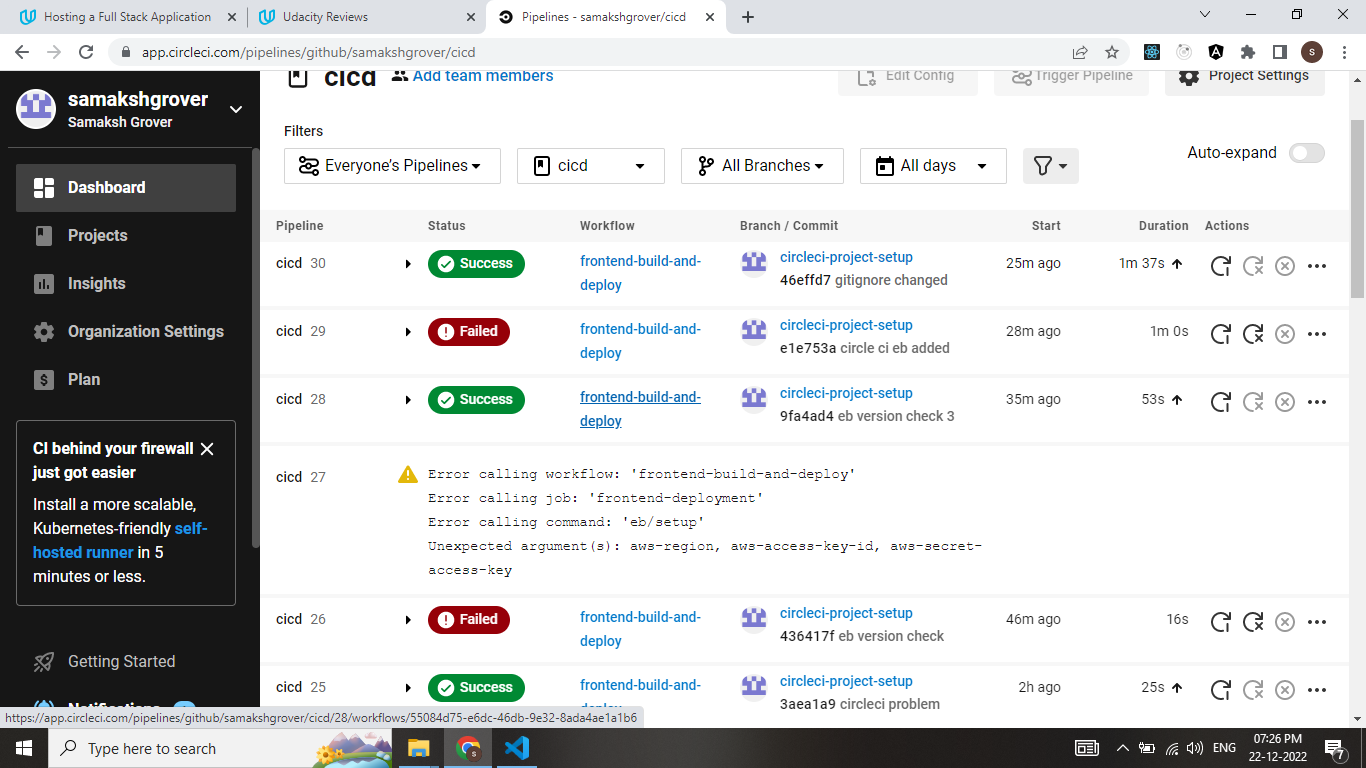 Hosting a Full Stack Application
Udacity Reviews
Pipelines - samakshgrover/cicd
app.circleci.com/pipelines/github/samakshgrover/cicd
S
samakshgrover
Samaksh Grover
cicd
Add team members
Edit Config
Trigger Pipeline
Project Settings
Filters
Everyone's Pipelines
cicd
All Branches
All days
Auto-expand
Dashboard
Projects
Insights
Organization Settings
Plan
CI behind your firewall
just got easier
Install a more scalable,
Kubernetes-friendly self-
hosted runner in 5
minutes or less.
Getting Started
Notifications
Pipeline Status Workflow Branch / Commit Start Duration Actions
cicd 30 Success frontend-build-and-deploy circleci-project-setup 25m ago 1m 37s
46effd7 gitignore changed
cicd 29 Failed frontend-build-and-deploy circleci-project-setup 28m ago 1m 0s
e1e753a circle ci eb added
cicd 28 Success frontend-build-and-deploy circleci-project-setup 35m ago 53s
9fa4ad4 eb version check 3
cicd 27
Error calling workflow: 'frontend-build-and-deploy'
Error calling job: 'frontend-deployment'
Error calling command: 'eb/setup'
Unexpected argument(s): aws-region, aws-access-key-id, aws-secret-
access-key
cicd 26 Failed frontend-build-and-deploy circleci-project-setup 46m ago 16s
436417f eb version check
cicd 25 Success frontend-build-and-deploy circleci-project-setup 2h ago 25s
3aea1a9 circleci problem
https://app.circleci.com/pipelines/github/samakshgrover/cicd/28/workflows/55084d75-e6dc-46db-9e32-8ada4ae1a1b6
Type here to search
ENG
07:26 PM
22-12-2022
7